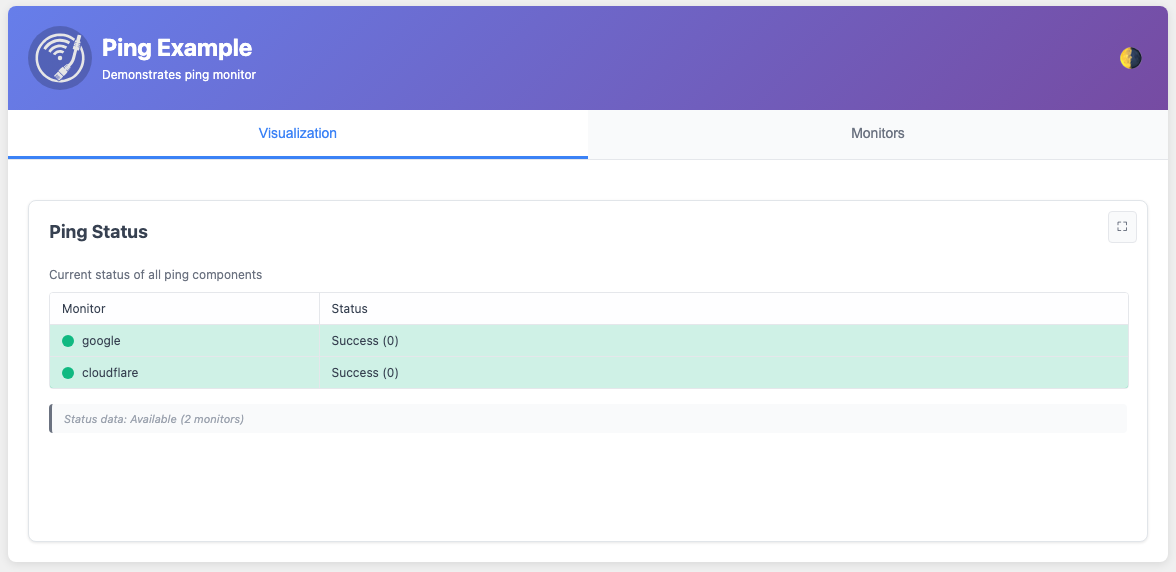 Ping Example
Demonstrates ping monitor
Visualization
Monitors
Ping Status
Current status of all ping components
Monitor Status
google Success (0)
cloudflare Success (0)
Status data: Available (2 monitors)